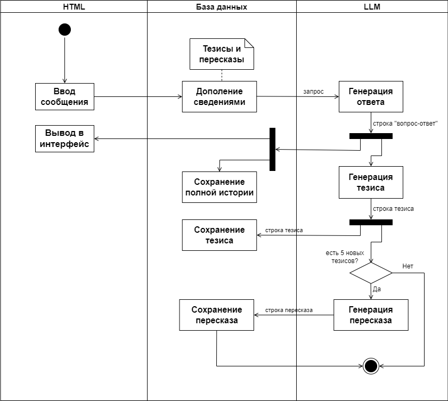 HTML
База данных
LLM
Тезисы и
пересказы
Ввод
сообщения
Дополение
сведениями
запрос
Генерация
ответа
строка "вопрос-ответ"
Вывод в
интерфейс
Сохранение
полной истории
Генерация
тезиса
строка тезиса
Сохранение
тезиса
строка тезиса
есть 5 новых
тезисов?
Нет
Да
Сохранение
пересказа
строка пересказа
Генерация
пересказа